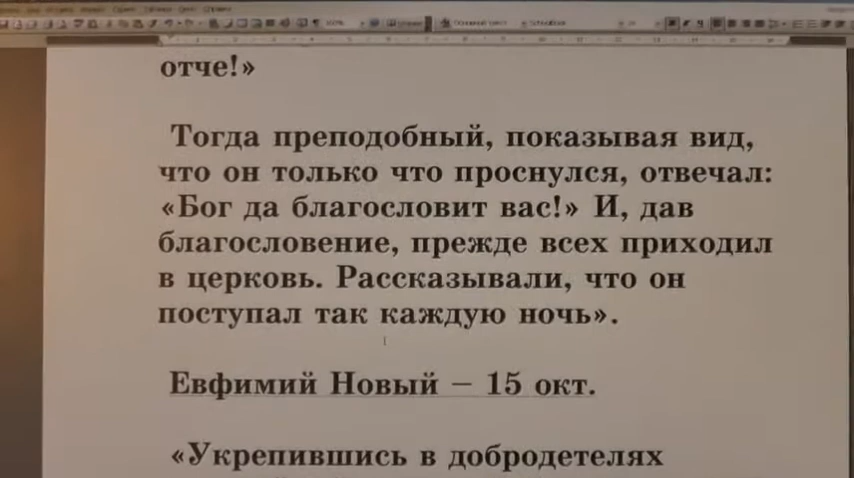 отче!»
Тогда преподобный, показывая вид,
что он только что проснулся, отвечал:
«Бог да благословит вас!» И, дав
благословение, прежде всех приходил
в церковь. Рассказывали, что он
поступал так каждую ночь».
Евфимий Новый – 15 окт.
«Укрепившись в добродетелях